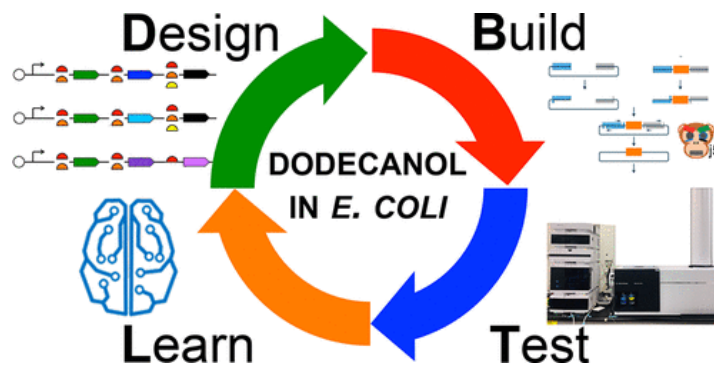 Design
Build
DODECANOL
IN E. COLI
Learn
Test